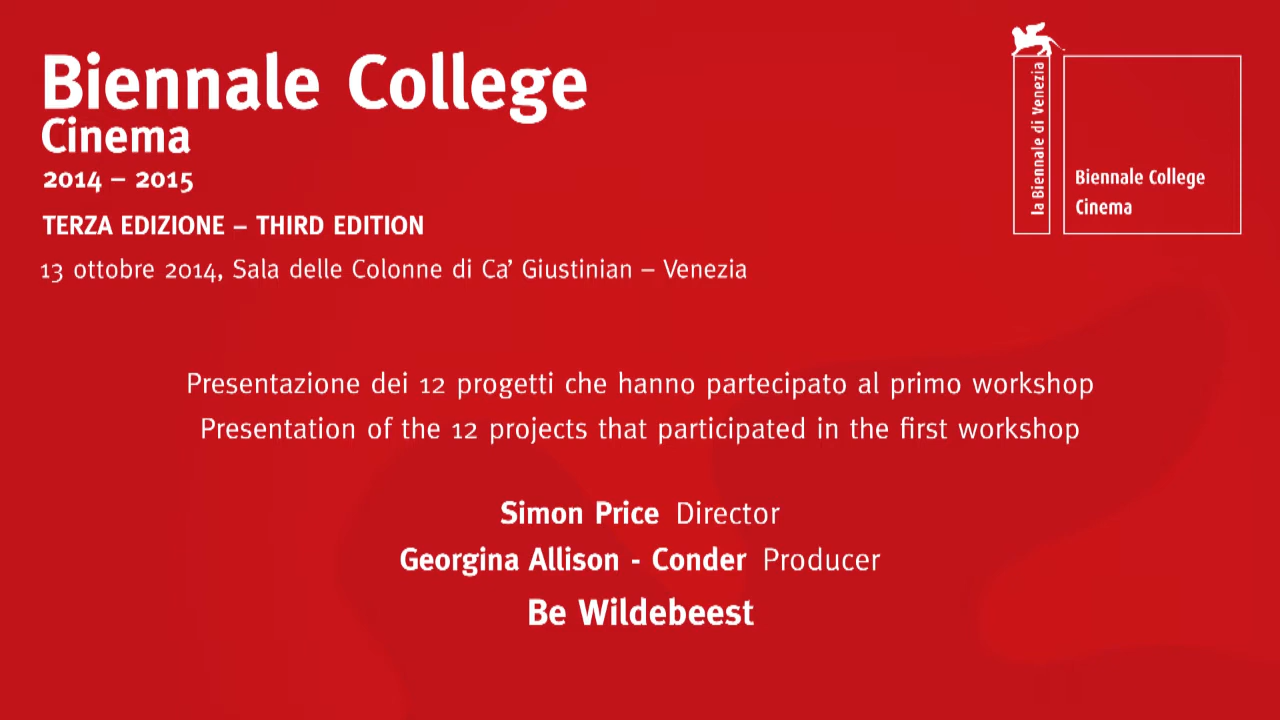 Biennale College
Cinema
2014 – 2015
TERZA EDIZIONE – THIRD EDITION
13 ottobre 2014, Sala delle Colonne di Ca’ Giustinian – Venezia
la Biennale di Venezia
Biennale College
Cinema
Presentazione dei 12 progetti che hanno partecipato al primo workshop
Presentation of the 12 projects that participated in the first workshop
Simon Price Director
Georgina Allison - Conder Producer
Be Wildebeest